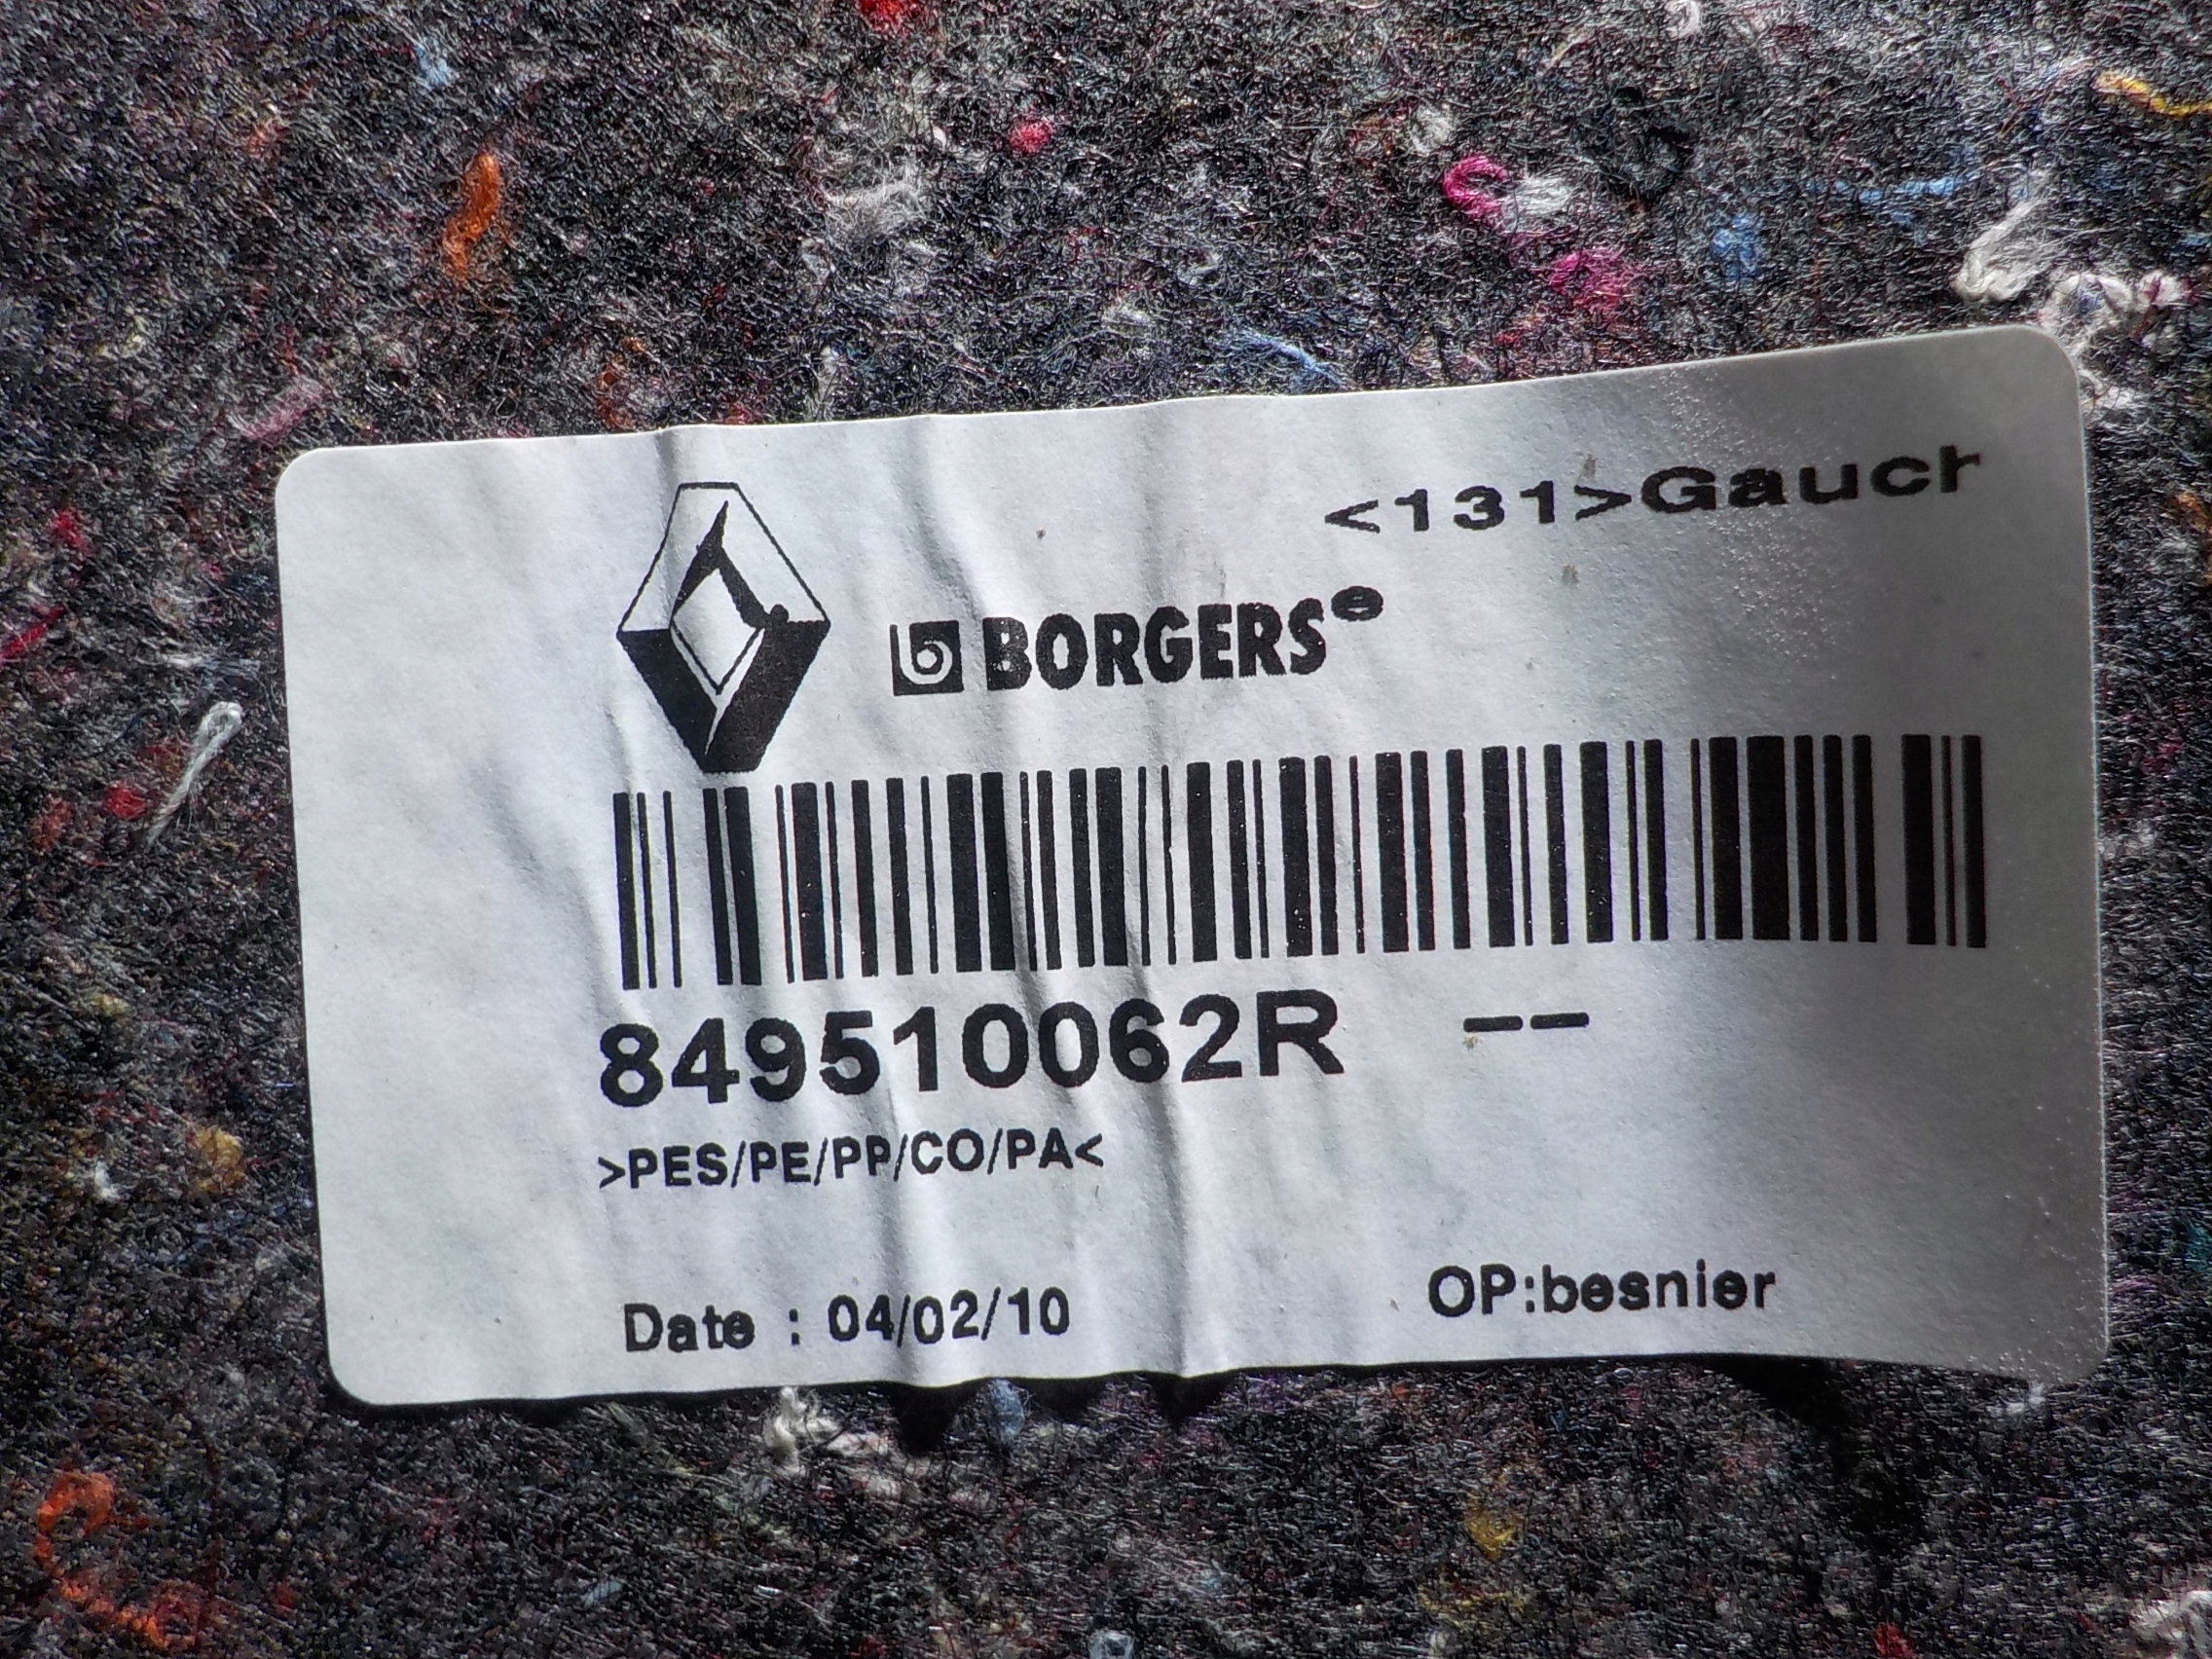 <131>Gauch
BORGERS®
849510062R --
>PES/PE/PP/CO/PA<
Date : 04/02/10 OP:besnier